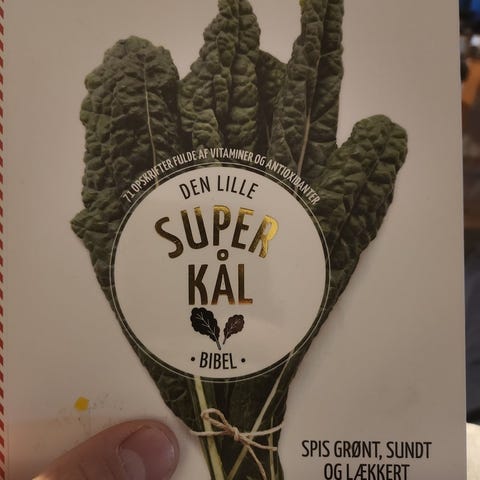 71 OPSKRIFTER FULDE AF VITAMINER OG ANTIOXIDANTER
DEN LILLE
SUPER
KÅL
· BIBEL ·
SPIS GRØNT, SUNDT
OG LÆKKERT